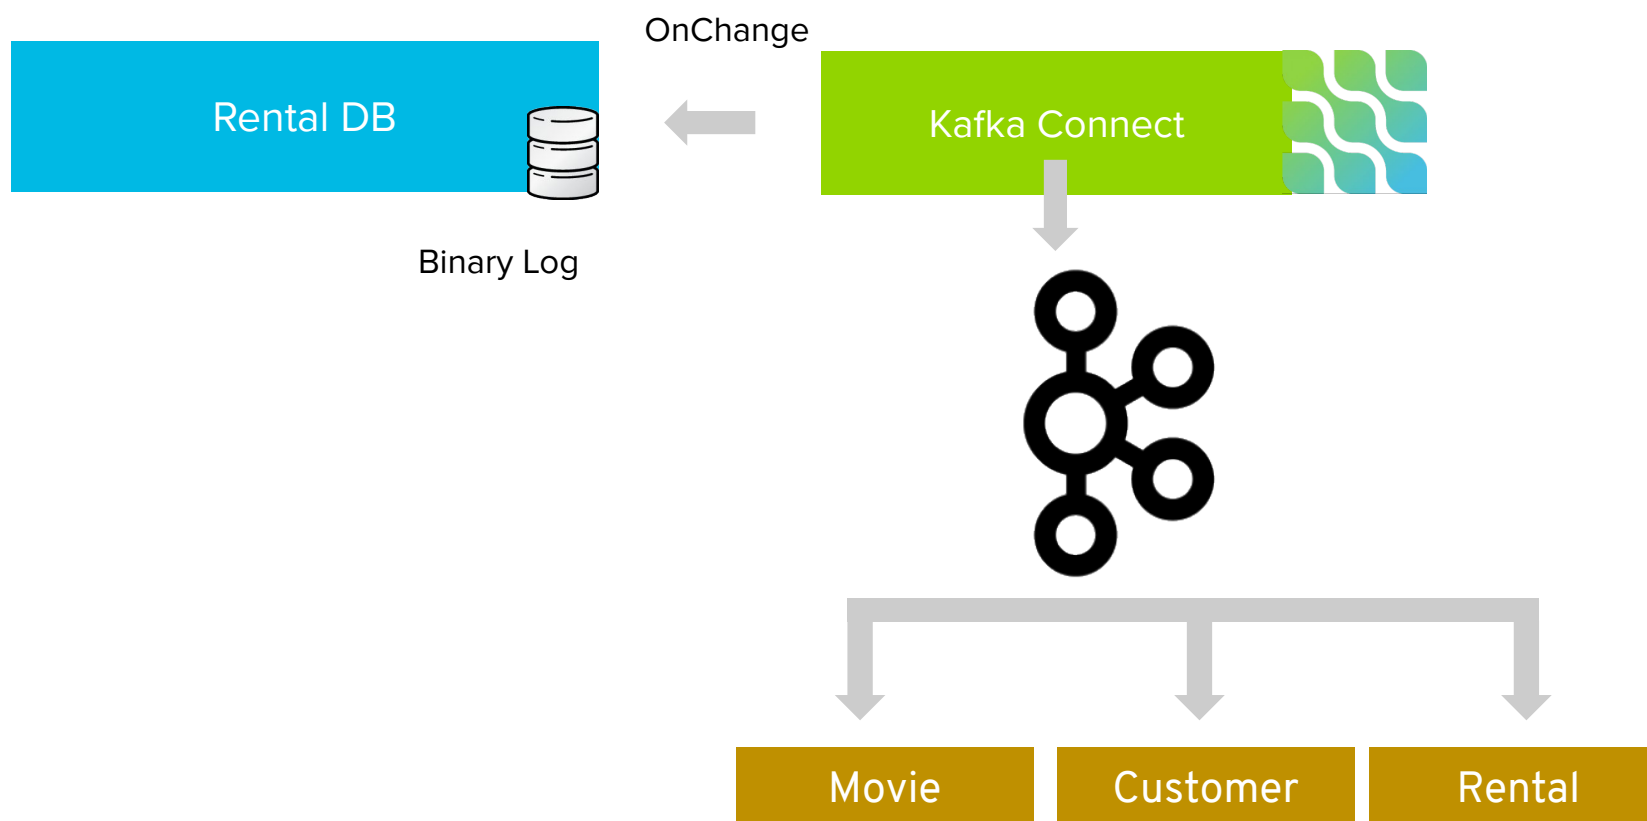 OnChange
Rental DB
Kafka Connect
Binary Log
Movie
Customer
Rental